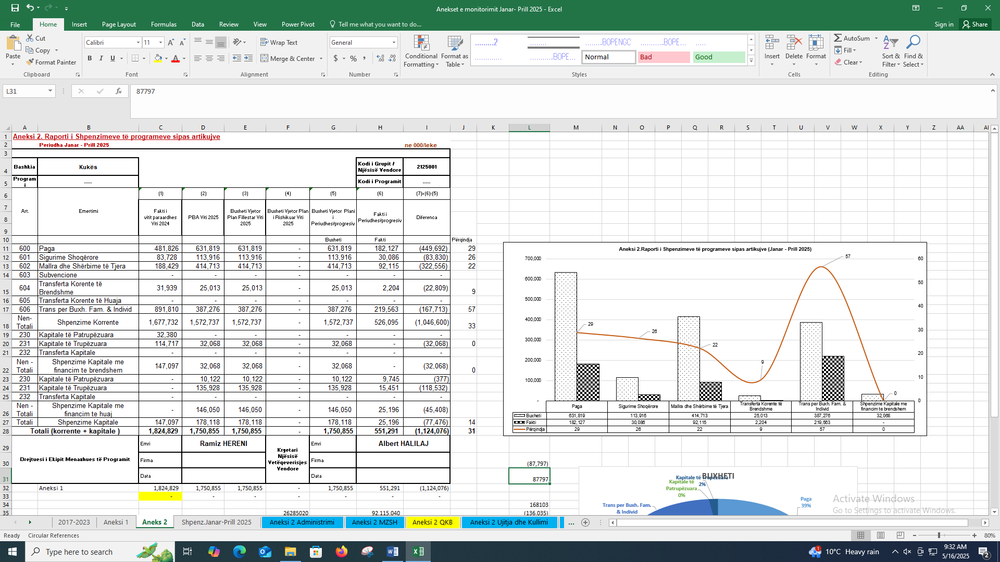 Anekset e monitorimit Janar- Prill 2025 - Excel
File Home Insert Page Layout Formulas Data Review View Power Pivot Tell me what you want to do... Sign in Share
Paste Cut Copy Format Painter Clipboard
Calibri 11 B I U Font
Wrap Text Merge & Center Alignment
General $ % Number
Conditional Formatting Format as Table
Normal Bad Good Styles
Insert Delete Format Cells
AutoSum Fill Clear Sort & Filter Find & Select Editing
L31 fx 87797
A B C D E F G H I J K L M N O P Q R S T U V W X Y Z AA
1 Aneksi 2. Raporti i Shpenzimeve të programeve sipas artikujve
2 Periudha Janar - Prill 2025 ne 000/leke
3
4 Bashkia Kukës Kodi i Grupit / Njësisë Vendore 2125001
5 Programi ..... Kodi i Programit .....
6 (1) (2) (3) (4) (5) (6) (7)=(6)-(5)
7
8 Art. Emertimi Fakti i vitit paraardhes Viti 2024 PBA Viti 2025 Buxheti Vjetor Plan Fillestar Viti 2025 Buxheti Vjetor Plan i Rishikuar Viti 2025 Buxheti Vjetor Plani i Periudhes/progresiv Fakti i Periudhes/progresiv Diferenca
9
10 Buxheti Fakti Përqindja
11 600 Paga 481,826 631,819 631,819 - 631,819 182,127 (449,692) 29
12 601 Sigurime Shoqërore 83,728 113,916 113,916 - 113,916 30,086 (83,830) 26
13 602 Mallra dhe Shërbime të Tjera 188,429 414,713 414,713 - 414,713 92,115 (322,556) 22
14 603 Subvencione - - - - - - -
15 604 Transferta Korente të Brendshme 31,939 25,013 25,013 - 25,013 2,204 (22,809) 9
16 605 Transferta Korente të Huaja - - - - - - -
17 606 Trans per Buxh. Fam. & Individ 891,810 387,276 387,276 - 387,276 219,563 (167,713) 57
18 Nen-Totali Shpenzime Korrente 1,677,732 1,572,737 1,572,737 - 1,572,737 526,095 (1,046,600) 33
19 230 Kapitale të Patrupëzuara 32,380 - - - - - -
20 231 Kapitale të Trupëzuara 114,717 32,068 32,068 - 32,068 - (32,068) 0
21 232 Transferta Kapitale - - - - - - -
22 Nen - Totali Shpenzime Kapitale me financim te brendshem 147,097 32,068 32,068 - 32,068 - (32,068) 0
23 230 Kapitale të Patrupëzuara - 10,122 10,122 - 10,122 9,745 (377)
24 231 Kapitale të Trupëzuara - 135,928 135,928 - 135,928 15,451 (118,532)
25 232 Transferta Kapitale - - - - - - -
26 Nen - Totali Shpenzime Kapitale me financim te huaj - 146,050 146,050 - 146,050 25,196 (45,408)
27 Totali Shpenzime Kapitale 147,097 178,118 178,118 - 178,118 25,196 (77,476) 14
28 Totali (korrente + kapitale ) 1,824,829 1,750,855 1,750,855 - 1,750,855 551,291 (1,124,076) 31
29 Drejtuesi i Ekipit Menaxhues të Programit Emri Ramiz HERENI Kryetari Njësisë Vetëqeverisjes Vendore Emri Albert HALILAJ
30 Firma Firma (87,797)
31 Data Data 87797
32 Aneksi 1 1,824,829 1,750,855 1,750,855 - 1,750,855 551,291 (1,124,076)
33 - - - - - - -
34 168103
35 26285020 92,115,040 (136,035)
Aneksi 2.Raporti i Shpenzimeve të programeve sipas artikujve (Janar - Prill 2025)
700,000 600,000 500,000 400,000 300,000 200,000 100,000 -
60 50 40 30 20 10 0
29 26 22 9 57 0
Paga Sigurime Shoqërore Mallra dhe Shërbime të Tjera Transferta Korente të Brendshme Trans per Buxh. Fam. & Individ Shpenzime Kapitale me financim te brendshem
Buxheti 631,819 113,916 414,713 25,013 387,276 32,068
Fakti 182,127 30,086 92,115 2,204 219,563 -
Përqindja 29 26 22 9 57 0
BUXHETI
Kapitale të Trupëzuara 2%
Kapitale të Patrupëzuara 0%
Trans per Buxh. Fam. & Individ
Paga 39%
Activate Windows
Go to Settings to activate Windows.
2017-2023 Aneksi 1 Aneks 2 Shpenz.Janar-Prill 2025 Aneksi 2 Administrimi Aneksi 2 MZSH Aneksi 2 QKB Aneksi 2 Ujitja dhe Kullimi ...
Ready Circular References 80%
Type here to search 10°C Heavy rain 9:32 AM
5/16/2025